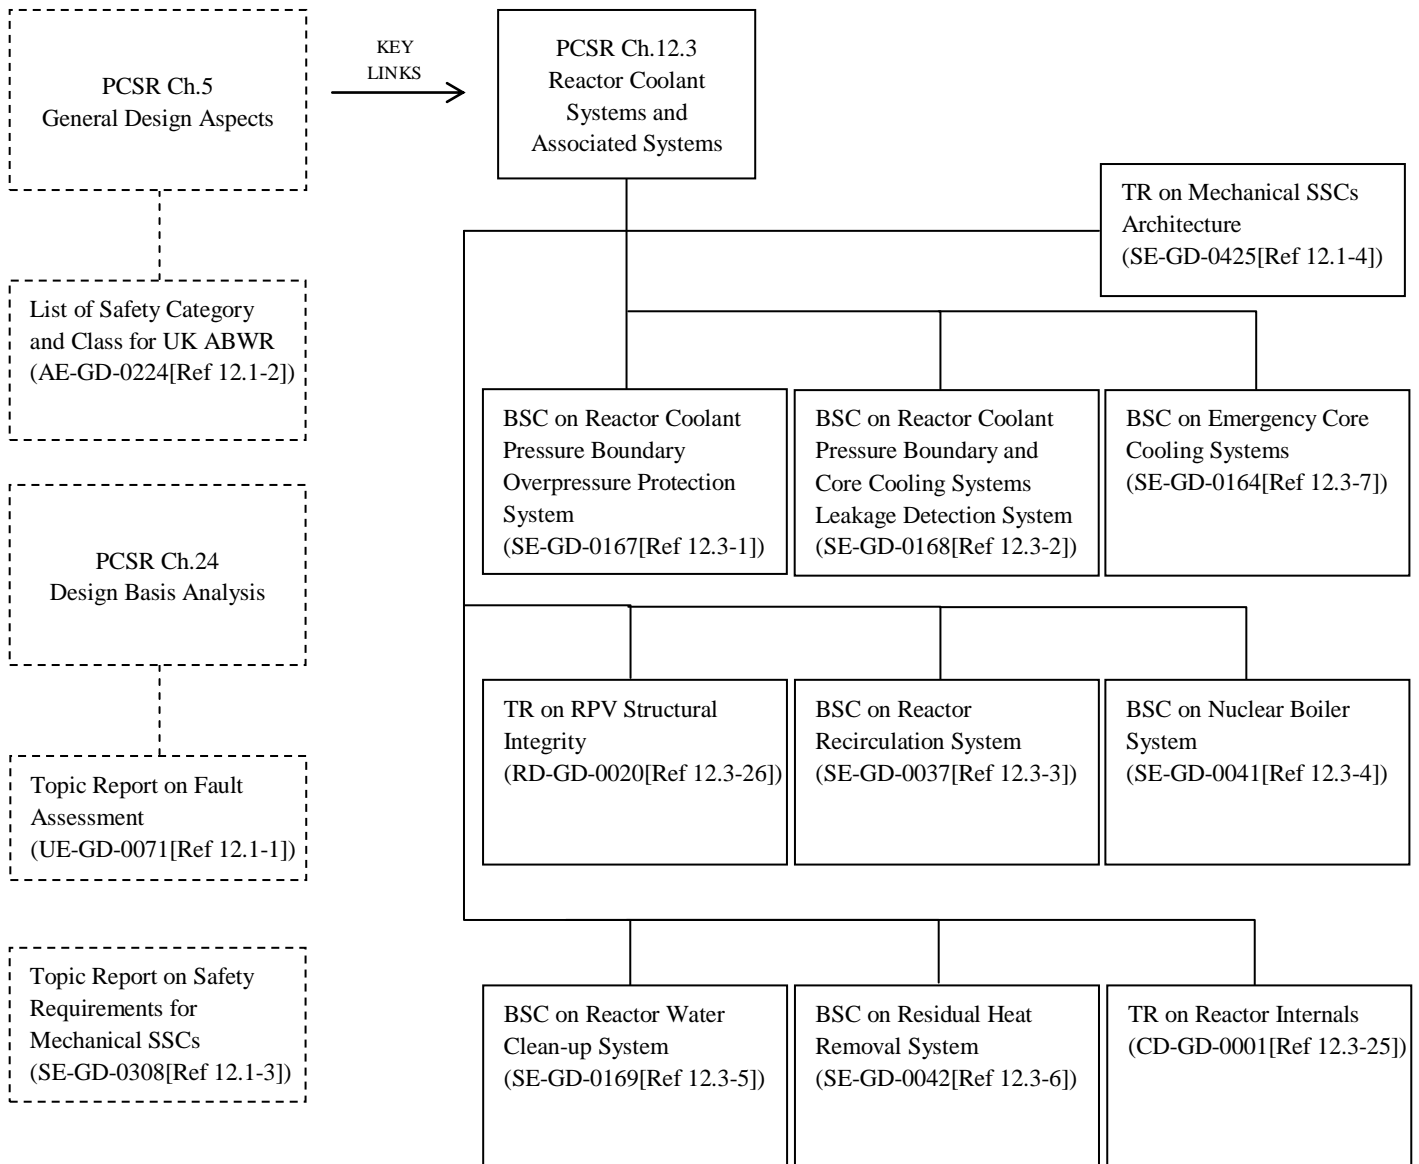 PCSR Ch.5
General Design Aspects
KEY
LINKS
PCSR Ch.12.3
Reactor Coolant
Systems and
Associated Systems
TR on Mechanical SSCs
Architecture
(SE-GD-0425[Ref 12.1-4])
List of Safety Category
and Class for UK ABWR
(AE-GD-0224[Ref 12.1-2])
BSC on Reactor Coolant
Pressure Boundary
Overpressure Protection
System
(SE-GD-0167[Ref 12.3-1])
BSC on Reactor Coolant
Pressure Boundary and
Core Cooling Systems
Leakage Detection System
(SE-GD-0168[Ref 12.3-2])
BSC on Emergency Core
Cooling Systems
(SE-GD-0164[Ref 12.3-7])
PCSR Ch.24
Design Basis Analysis
TR on RPV Structural
Integrity
(RD-GD-0020[Ref 12.3-26])
BSC on Reactor
Recirculation System
(SE-GD-0037[Ref 12.3-3])
BSC on Nuclear Boiler
System
(SE-GD-0041[Ref 12.3-4])
Topic Report on Fault
Assessment
(UE-GD-0071[Ref 12.1-1])
Topic Report on Safety
Requirements for
Mechanical SSCs
(SE-GD-0308[Ref 12.1-3])
BSC on Reactor Water
Clean-up System
(SE-GD-0169[Ref 12.3-5])
BSC on Residual Heat
Removal System
(SE-GD-0042[Ref 12.3-6])
TR on Reactor Internals
(CD-GD-0001[Ref 12.3-25])